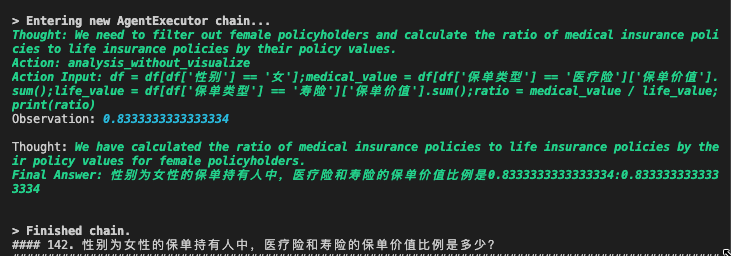 > Entering new AgentExecutor chain...
Thought: We need to filter out female policyholders and calculate the ratio of medical insurance poli
cies to life insurance policies by their policy values.
Action: analysis_without_visualize
Action Input: df = df[df['性别'] == '女'];medical_value = df[df['保单类型'] == '医疗险']['保单价值'].
sum();life_value = df[df['保单类型'] == '寿险']['保单价值'].sum();ratio = medical_value / life_value;
print(ratio)
Observation: 0.8333333333333334
Thought: We have calculated the ratio of medical insurance policies to life insurance policies by the
ir policy values for female policyholders.
Final Answer: 性别为女性的保单持有人中，医疗险和寿险的保单价值比例是0.8333333333333334:0.833333333333
3334
> Finished chain.
#### 142. 性别为女性的保单持有人中，医疗险和寿险的保单价值比例是多少？